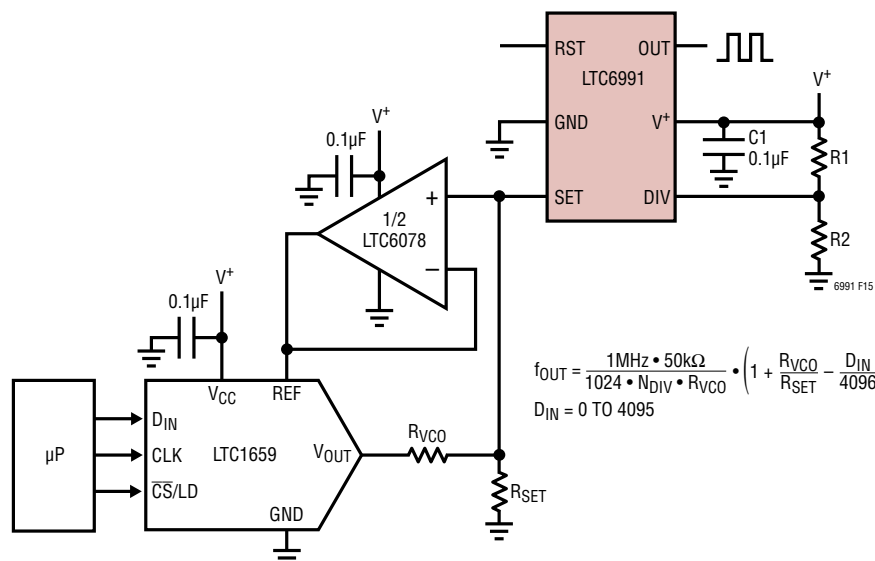 RST
OUT
LTC6991
GND
V+
SET
DIV
V+
C1
0.1µF
R1
R2
6991 F15
V+
0.1µF
+
1/2
LTC6078
−
V+
0.1µF
VCC
REF
µP
DIN
CLK
CS/LD
LTC1659
VOUT
GND
RVCO
RSET
fOUT = 1MHz • 50kΩ / 1024 • NDIV • RVCO • (1 + RVCO / RSET − DIN / 4096
DIN = 0 TO 4095